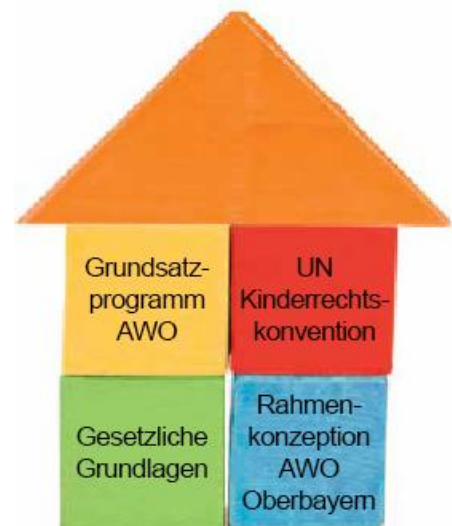 Grundsatz-
programm
AWO
UN
Kinderrechts-
konvention
Gesetzliche
Grundlagen
Rahmen-
konzeption
AWO
Oberbayern